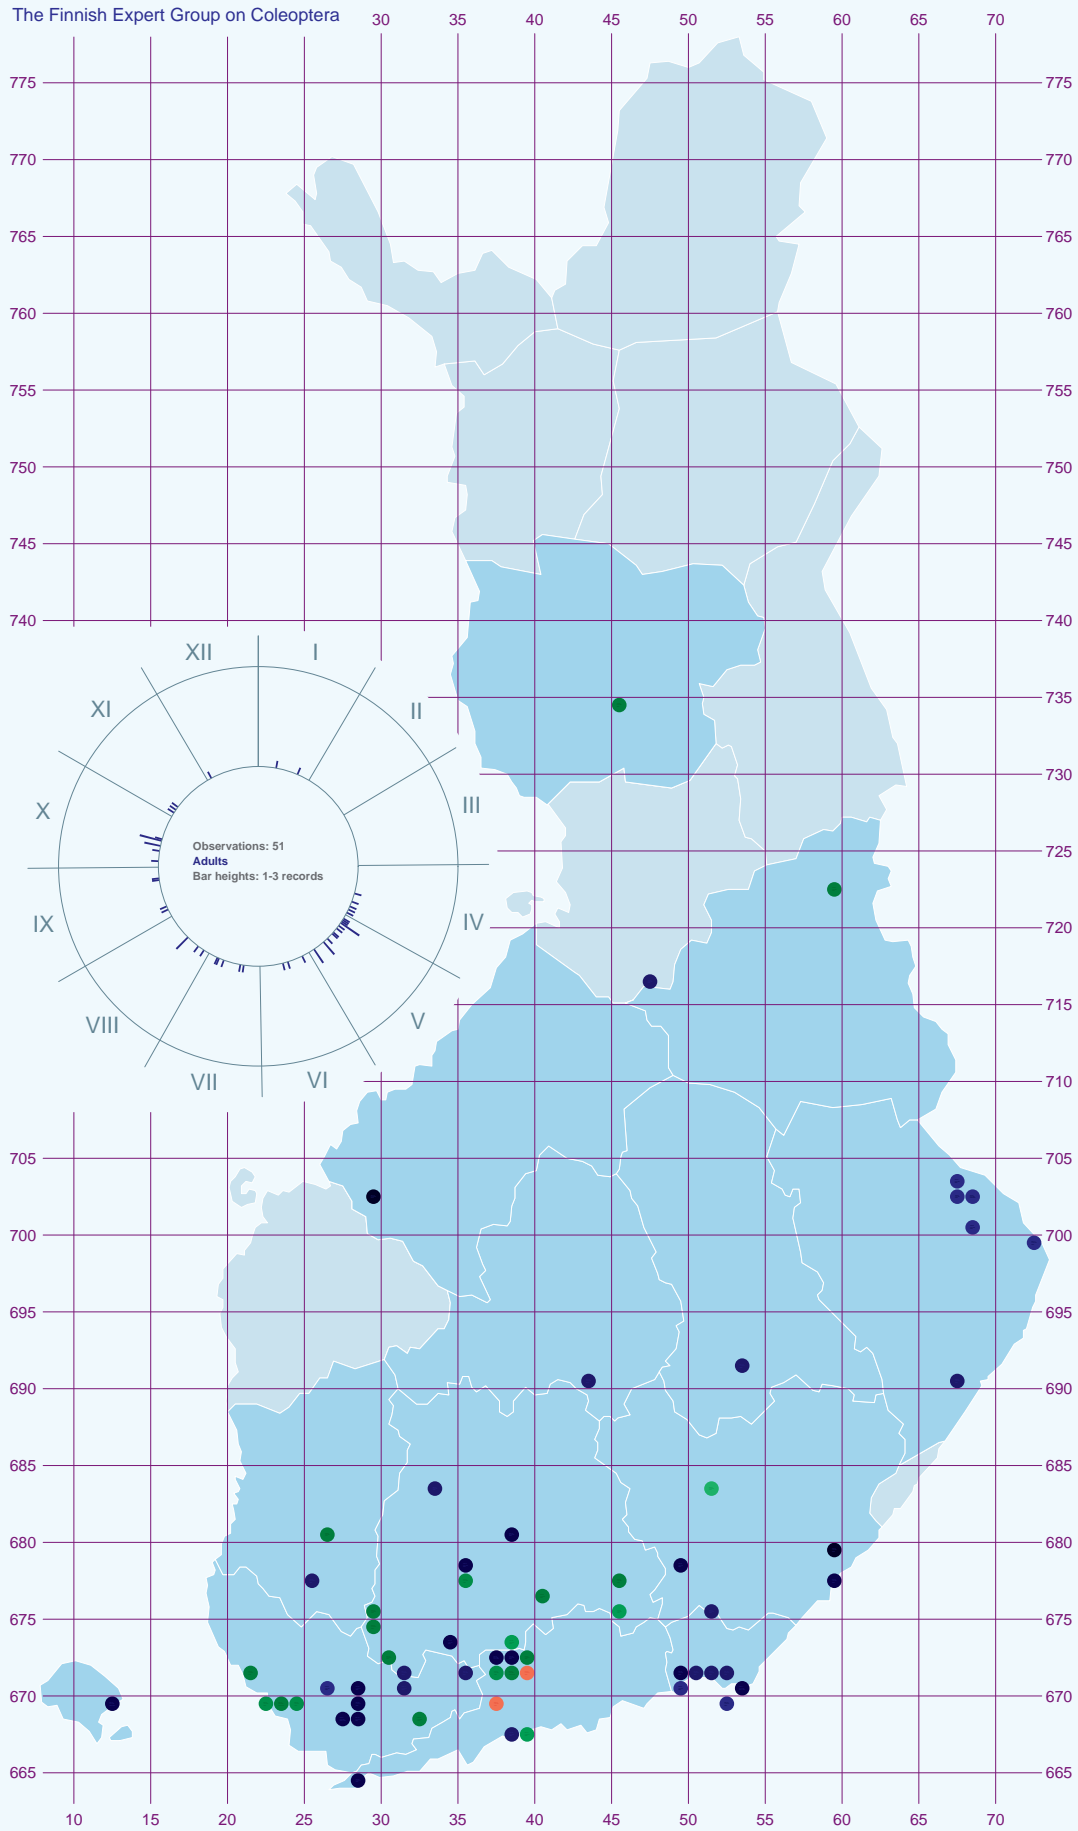 The Finnish Expert Group on Coleoptera
30 35 40 45 50 55 60 65 70
775 775
770 770
765 765
760 760
755 755
750 750
745 745
740 740
XII I
XI II
735
730
X III
Observations: 51
Adults
Bar heights: 1-3 records
725
IX IV
720
715
VIII V
VII VI
710
705 705
700 700
695 695
690 690
685 685
680 680
675 675
670 670
665 665
10 15 20 25 30 35 40 45 50 55 60 65 70